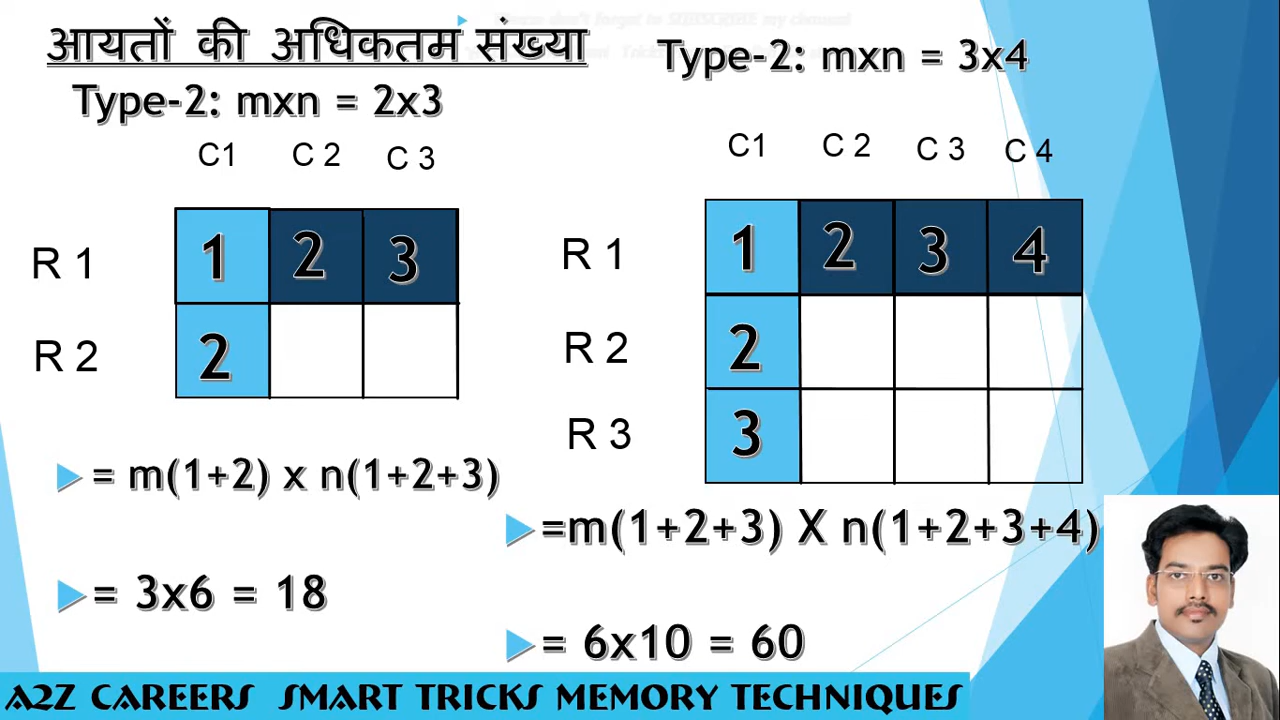 आयतों की अधिकतम संख्या
Type-2: mxn = 2x3
C1 C 2 C 3
R 1 1 2 3
R 2 2
= m(1+2) x n(1+2+3)
= 3x6 = 18
Type-2: mxn = 3x4
C1 C 2 C 3 C 4
R 1 1 2 3 4
R 2 2
R 3 3
=m(1+2+3) X n(1+2+3+4)
= 6x10 = 60
A2Z CAREERS SMART TRICKS MEMORY TECHNIQUES